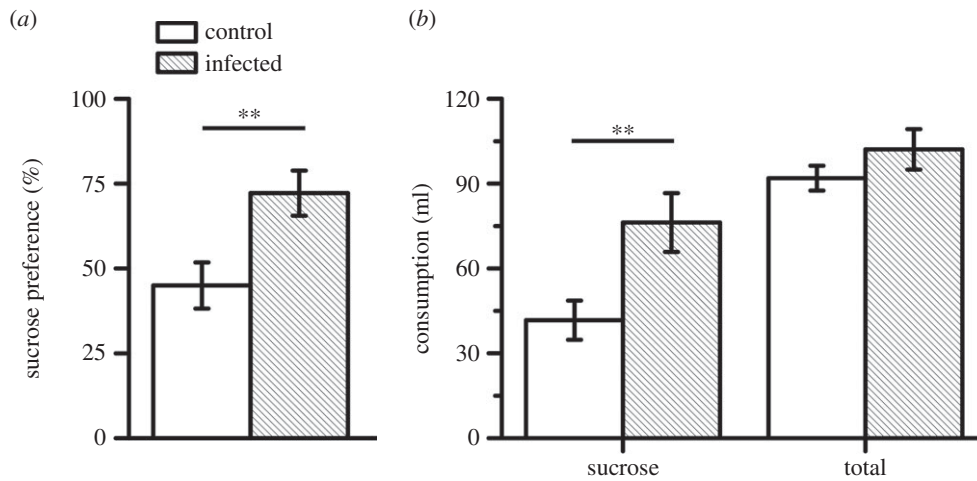 (a)
control
infected
100
75
50
25
0
sucrose preference (%)
**
(b)
120
90
60
30
0
consumption (ml)
**
sucrose
total